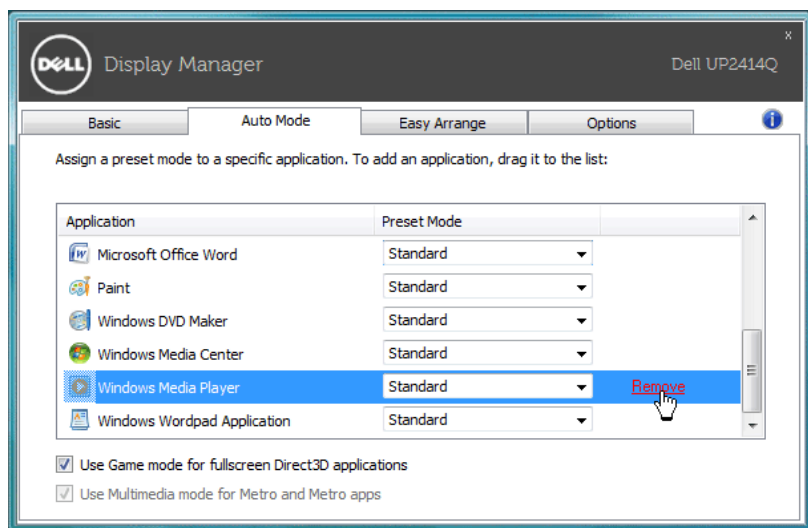 x
DELL Display Manager Dell UP2414Q
Basic Auto Mode Easy Arrange Options i
Assign a preset mode to a specific application. To add an application, drag it to the list:
Application Preset Mode
W Microsoft Office Word Standard
Paint Standard
Windows DVD Maker Standard
Windows Media Center Standard
Windows Media Player Standard Remove
Windows Wordpad Application Standard
Use Game mode for fullscreen Direct3D applications
Use Multimedia mode for Metro and Metro apps